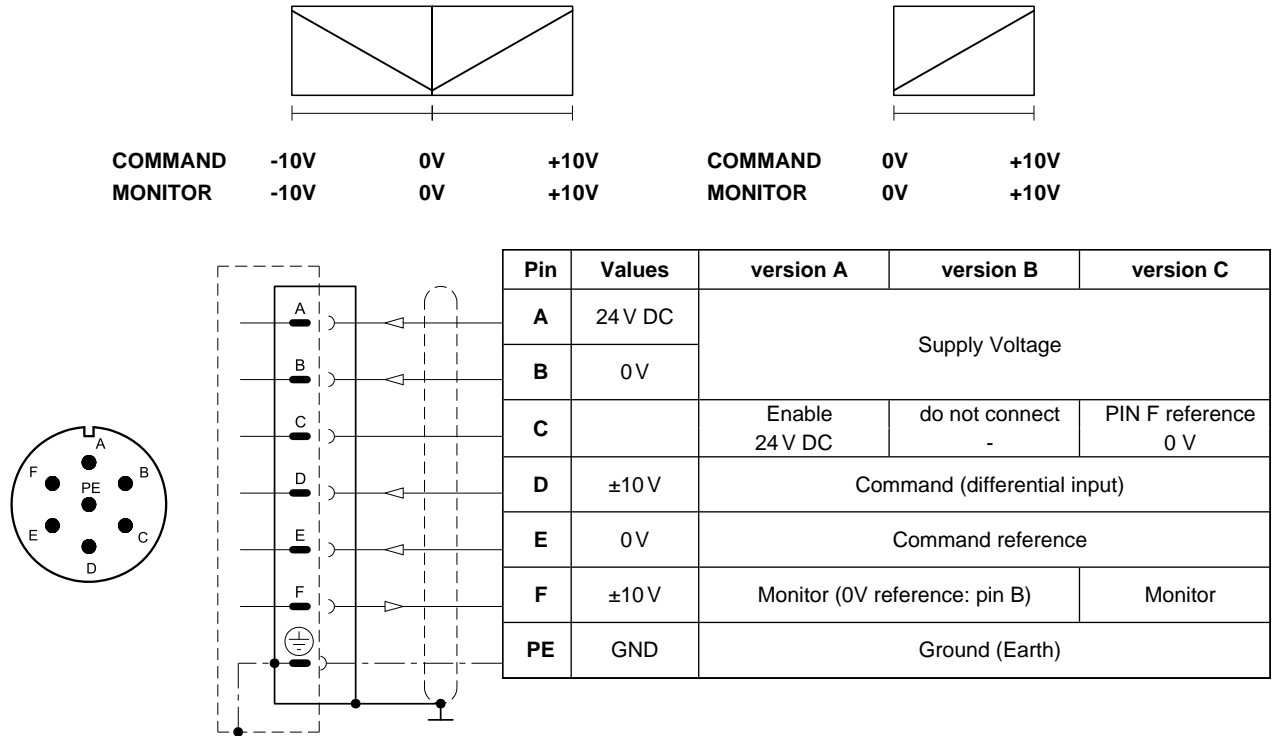 COMMAND -10V 0V +10V COMMAND 0V +10V
MONITOR -10V 0V +10V MONITOR 0V +10V
Pin Values version A version B version C
A 24 V DC
Supply Voltage
B 0 V
C Enable do not connect PIN F reference
24 V DC - 0 V
D ±10 V Command (differential input)
E 0 V Command reference
F ±10 V Monitor (0V reference: pin B) Monitor
PE GND Ground (Earth)
A
B
C
D
E
F
A
F B
PE
E C
D